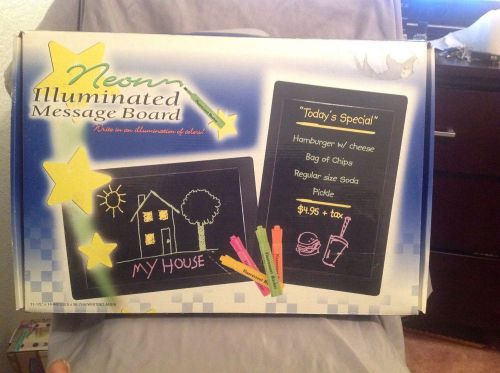 Neon
Illuminated
Message Board
Write in an illumination of colors!
MY HOUSE
"Today's Special"
Hamburger w/ cheese
Bag of Chips
Regular size Soda
Pickle
$4.95 + tax